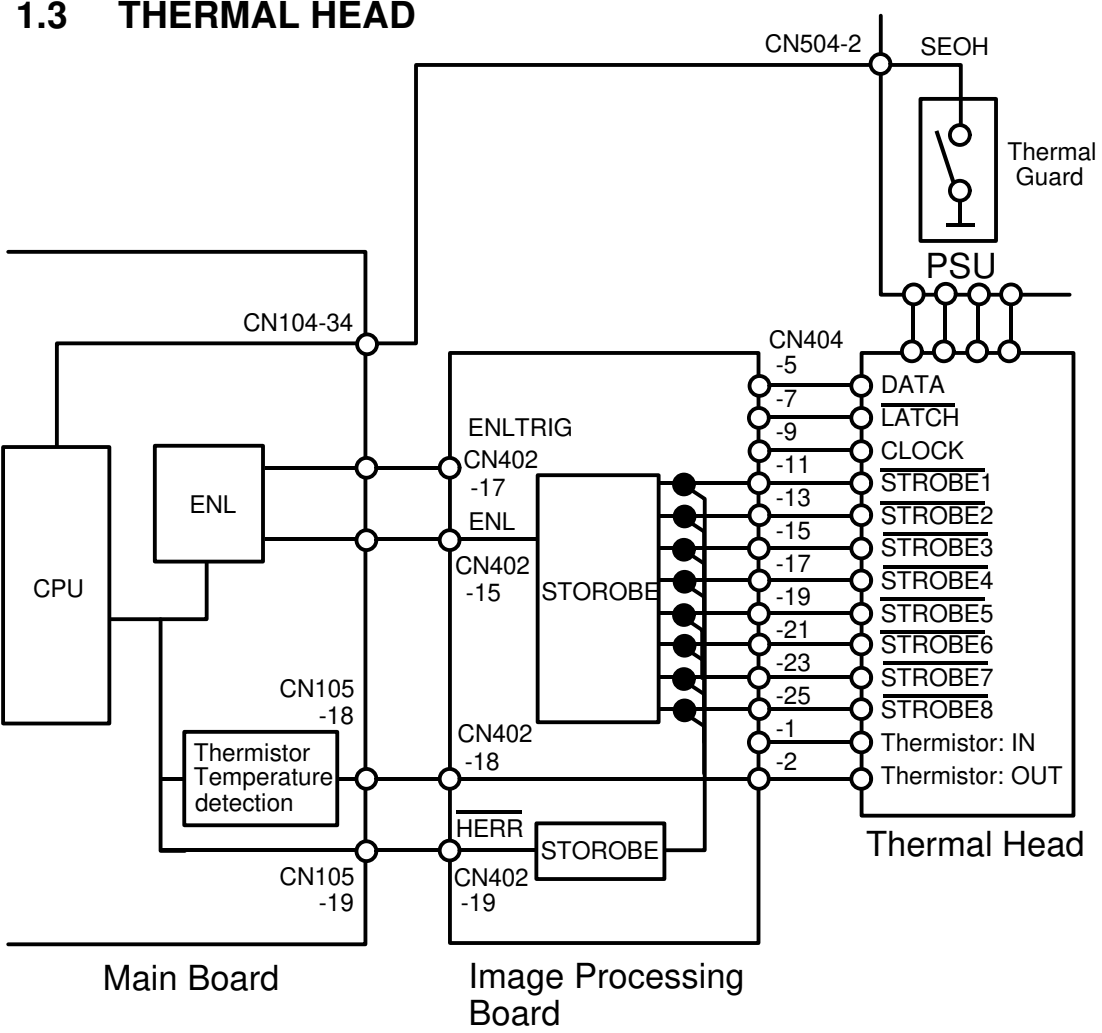 1.3 THERMAL HEAD
CN504-2
SEOH
Thermal
Guard
PSU
CN104-34
CN404
-5
-7
-9
-11
-13
-15
-17
-19
-21
-23
-25
-1
-2
DATA
LATCH
CLOCK
STROBE1
STROBE2
STROBE3
STROBE4
STROBE5
STROBE6
STROBE7
STROBE8
Thermistor: IN
Thermistor: OUT
Thermal Head
ENLTRIG
CN402
-17
ENL
CN402
-15
STOROBE
ENL
CPU
CN105
-18
CN402
-18
Thermistor
Temperature
detection
HERR
STOROBE
CN105
-19
CN402
-19
Main Board
Image Processing
Board